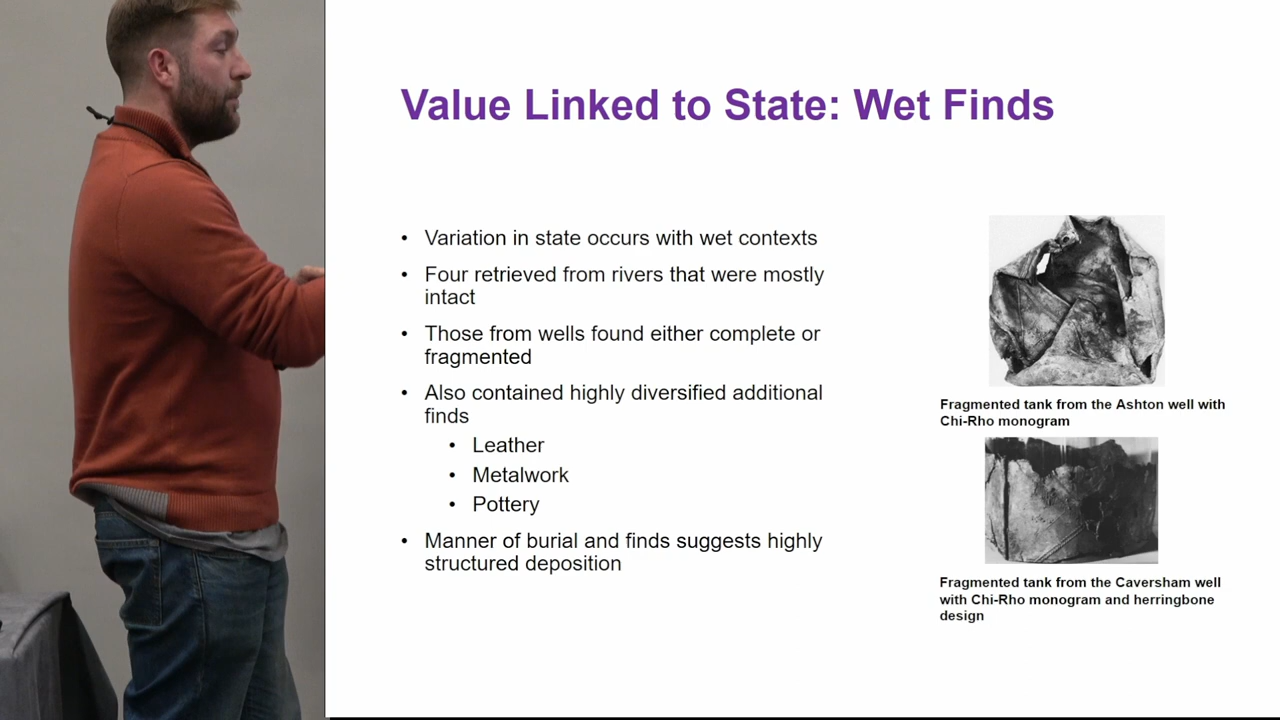 Value Linked to State: Wet Finds
• Variation in state occurs with wet contexts
• Four retrieved from rivers that were mostly
intact
• Those from wells found either complete or
fragmented
• Also contained highly diversified additional
finds
• Leather
• Metalwork
• Pottery
• Manner of burial and finds suggests highly
structured deposition
Fragmented tank from the Ashton well with
Chi-Rho monogram
Fragmented tank from the Caversham well
with Chi-Rho monogram and herringbone
design